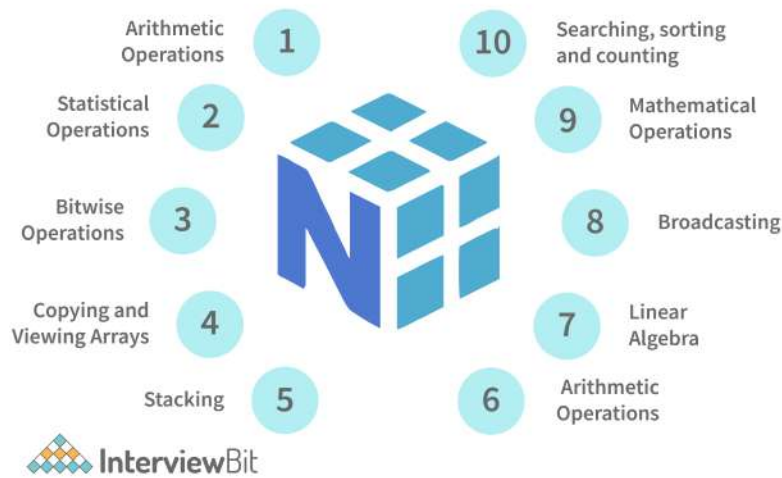 1
Arithmetic
Operations
2
Statistical
Operations
3
Bitwise
Operations
4
Copying and
Viewing Arrays
5
Stacking
6
Arithmetic
Operations
7
Linear
Algebra
8
Broadcasting
9
Mathematical
Operations
10
Searching, sorting
and counting
N
InterviewBit